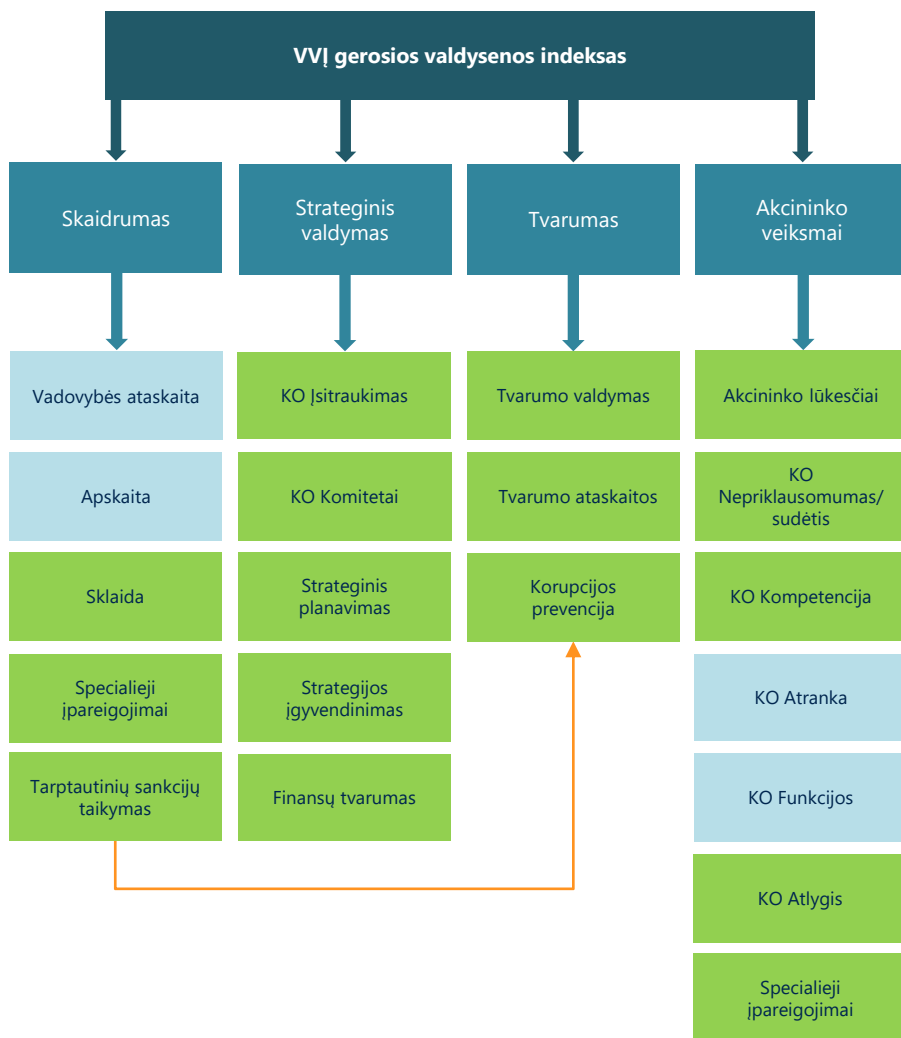 VVĮ gerosios valdysenos indeksas
Skaidrumas
Strateginis
valdymas
Tvarumas
Akcininko
veiksmai
Vadovybės ataskaita
Apskaita
Sklaida
Specialieji
įpareigojimai
Tarptautinių sankcijų
taikymas
KO Įsitraukimas
KO Komitetai
Strateginis
planavimas
Strategijos
įgyvendinimas
Finansų tvarumas
Tvarumo valdymas
Tvarumo ataskaitos
Korupcijos
prevencija
Akcininko lūkesčiai
KO
Nepriklausomumas/
sudėtis
KO Kompetencija
KO Atranka
KO Funkcijos
KO Atlygis
Specialieji
įpareigojimai